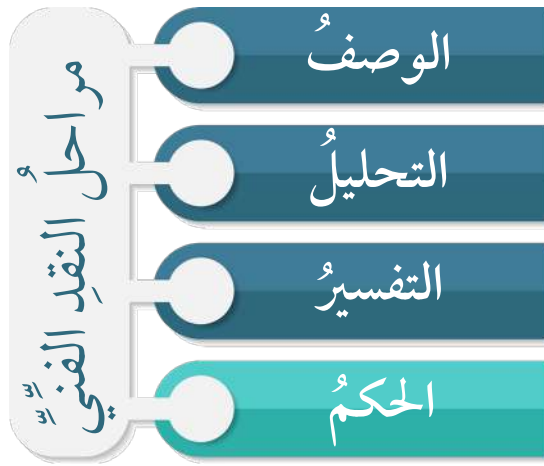 مراحلُ النقدِ الفنيِّ
الوصفُ
التحليلُ
التفسيرُ
الحكمُ